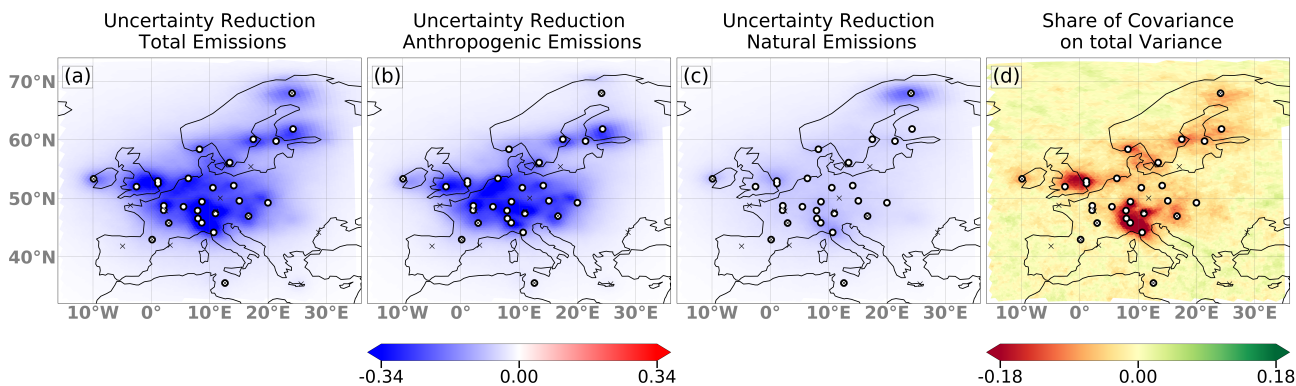 Uncertainty Reduction
Total Emissions
Uncertainty Reduction
Anthropogenic Emissions
Uncertainty Reduction
Natural Emissions
Share of Covariance
on total Variance
(a)
(b)
(c)
(d)
70°N
60°N
50°N
40°N
10°W 0° 10°E 20°E 30°E
10°W 0° 10°E 20°E 30°E
10°W 0° 10°E 20°E 30°E
10°W 0° 10°E 20°E 30°E
-0.34 0.00 0.34
-0.18 0.00 0.18